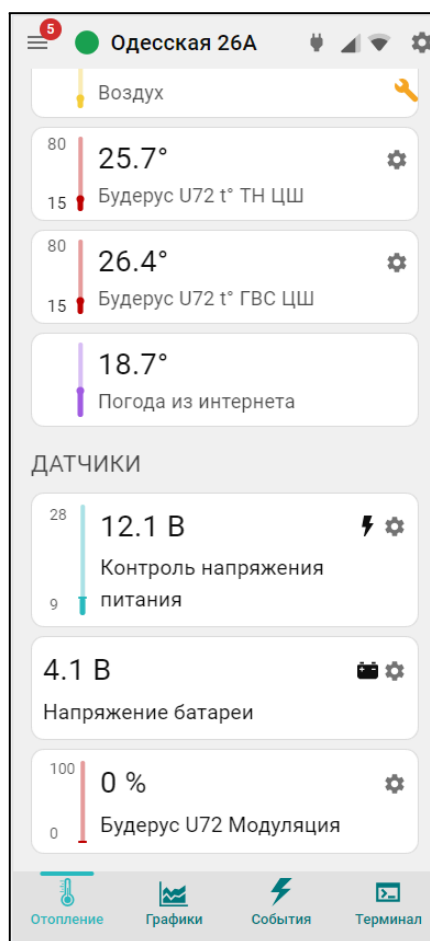 5
Одесская 26А
Воздух
80
25.7°
15
Будерус U72 t° ТН ЦШ
80
26.4°
15
Будерус U72 t° ГВС ЦШ
18.7°
Погода из интернета
ДАТЧИКИ
28
12.1 В
Контроль напряжения
9
питания
4.1 В
Напряжение батареи
100
0 %
0
Будерус U72 Модуляция
Отопление
Графики
События
Терминал